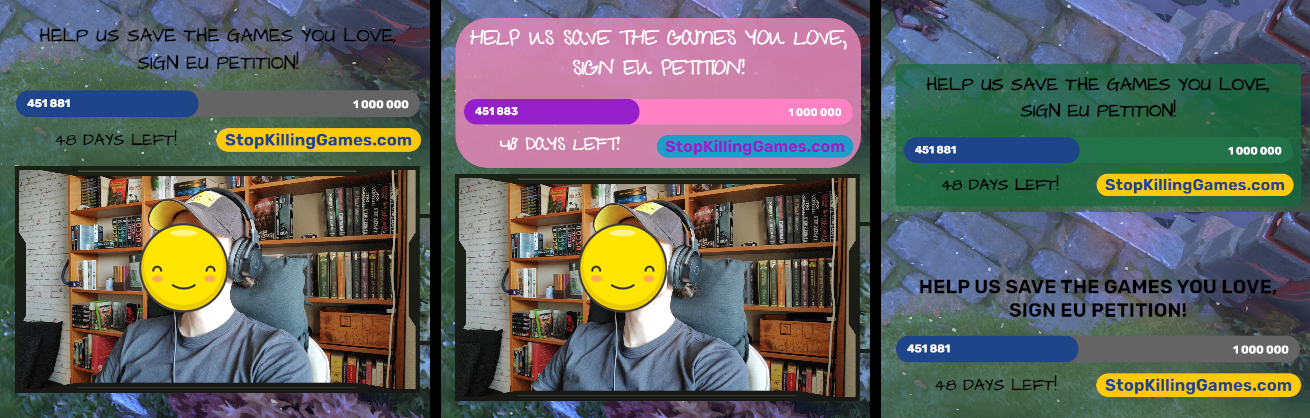 HELP US SAVE THE GAMES YOU LOVE,
SIGN EU PETITION!
451 881 1 000 000
48 DAYS LEFT! StopKillingGames.com
HELP US SAVE THE GAMES YOU LOVE,
SIGN EU PETITION!
451 883 1 000 000
48 DAYS LEFT! StopKillingGames.com
HELP US SAVE THE GAMES YOU LOVE,
SIGN EU PETITION!
451 881 1 000 000
48 DAYS LEFT! StopKillingGames.com
HELP US SAVE THE GAMES YOU LOVE,
SIGN EU PETITION!
451 881 1 000 000
48 DAYS LEFT! StopKillingGames.com